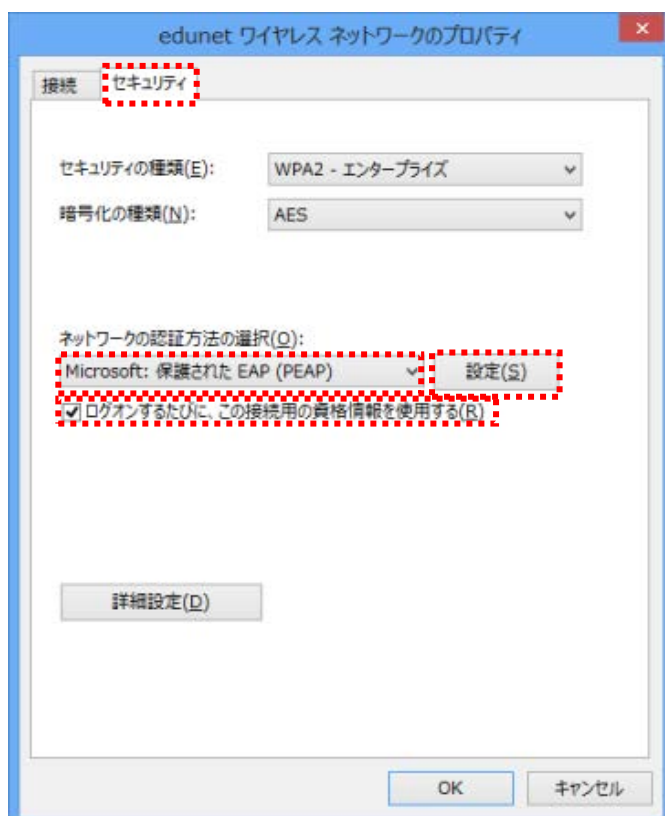 edunet ワイヤレス ネットワークのプロパティ
接続 セキュリティ
セキュリティの種類(E): WPA2 - エンタープライズ
暗号化の種類(N): AES
ネットワークの認証方法の選択(O):
Microsoft: 保護された EAP (PEAP) 設定(S)
ログオンするたびに、この接続用の資格情報を使用する(R)
詳細設定(D)
OK キャンセル